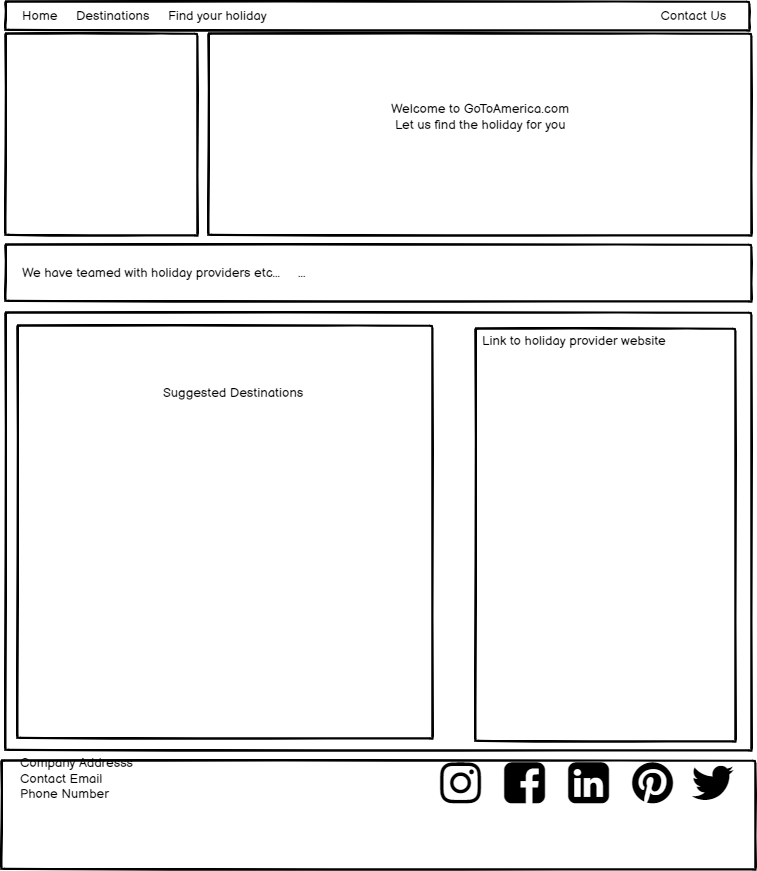 Home Destinations Find your holiday Contact Us
Welcome to GoToAmerica.com
Let us find the holiday for you
We have teamed with holiday providers etc... ...
Link to holiday provider website
Suggested Destinations
Company Addresss
Contact Email
Phone Number